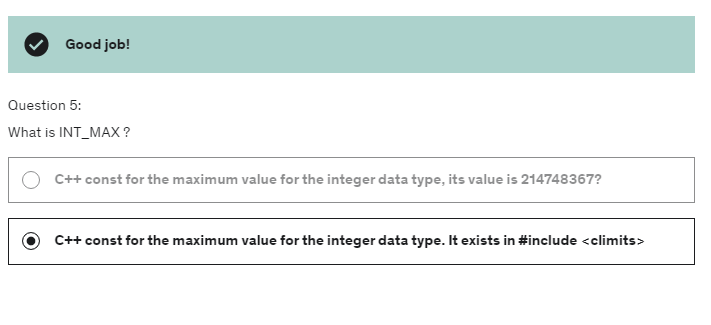 Good job!
Question 5:
What is INT_MAX ?
C++ const for the maximum value for the integer data type, its value is 214748367?
C++ const for the maximum value for the integer data type. It exists in #include <climits>